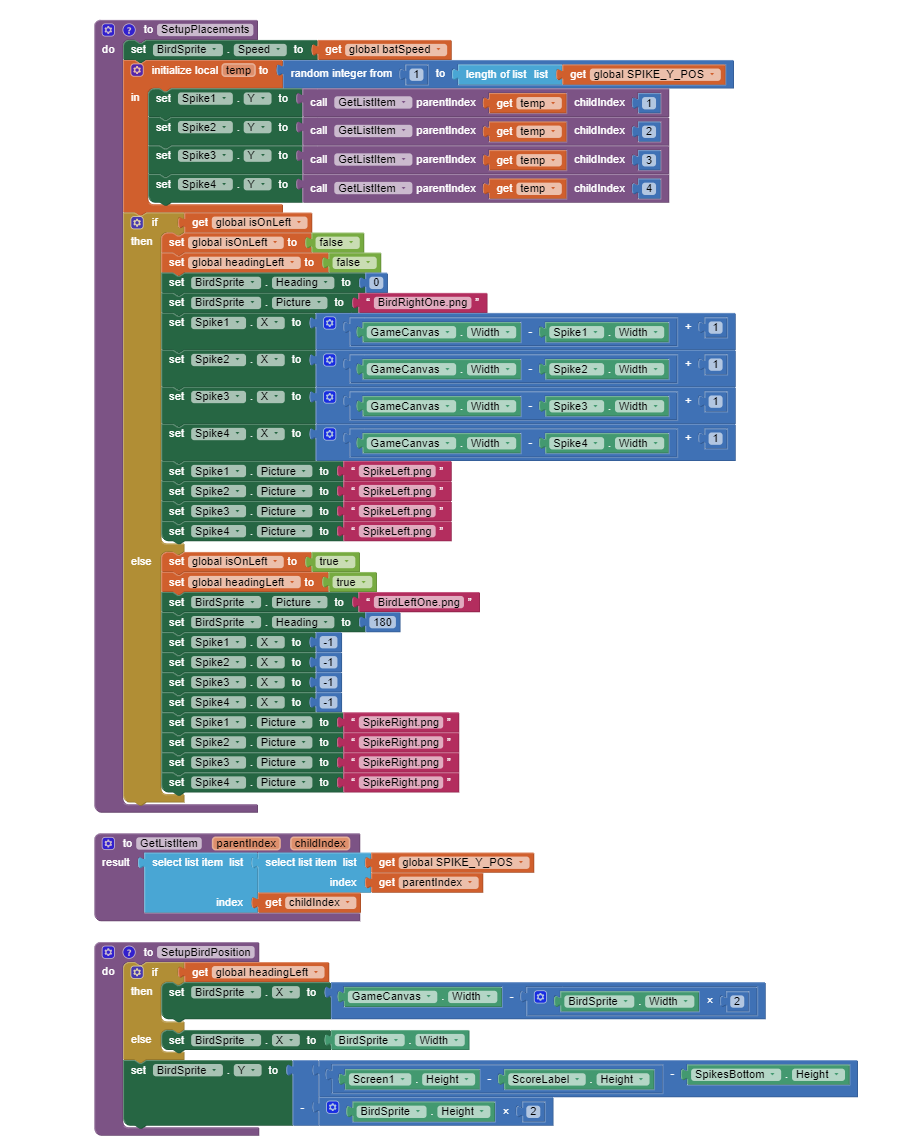 to SetupPlacements
do set BirdSprite . Speed to get global batSpeed
initialize local temp to random integer from 1 to length of list list get global SPIKE_Y_POS
in set Spike1 . Y to call GetListItem parentIndex get temp childIndex 1
set Spike2 . Y to call GetListItem parentIndex get temp childIndex 2
set Spike3 . Y to call GetListItem parentIndex get temp childIndex 3
set Spike4 . Y to call GetListItem parentIndex get temp childIndex 4
if get global isOnLeft
then set global isOnLeft to false
set global headingLeft to false
set BirdSprite . Heading to 0
set BirdSprite . Picture to " BirdRightOne.png "
set Spike1 . X to GameCanvas . Width - Spike1 . Width + 1
set Spike2 . X to GameCanvas . Width - Spike2 . Width + 1
set Spike3 . X to GameCanvas . Width - Spike3 . Width + 1
set Spike4 . X to GameCanvas . Width - Spike4 . Width + 1
set Spike1 . Picture to " SpikeLeft.png "
set Spike2 . Picture to " SpikeLeft.png "
set Spike3 . Picture to " SpikeLeft.png "
set Spike4 . Picture to " SpikeLeft.png "
else set global isOnLeft to true
set global headingLeft to true
set BirdSprite . Picture to " BirdLeftOne.png "
set BirdSprite . Heading to 180
set Spike1 . X to -1
set Spike2 . X to -1
set Spike3 . X to -1
set Spike4 . X to -1
set Spike1 . Picture to " SpikeRight.png "
set Spike2 . Picture to " SpikeRight.png "
set Spike3 . Picture to " SpikeRight.png "
set Spike4 . Picture to " SpikeRight.png "
to GetListItem parentIndex childIndex
result select list item list select list item list get global SPIKE_Y_POS
index get parentIndex
index get childIndex
to SetupBirdPosition
do if get global headingLeft
then set BirdSprite . X to GameCanvas . Width - BirdSprite . Width × 2
else set BirdSprite . X to BirdSprite . Width
set BirdSprite . Y to Screen1 . Height - ScoreLabel . Height - SpikesBottom . Height
- BirdSprite . Height × 2